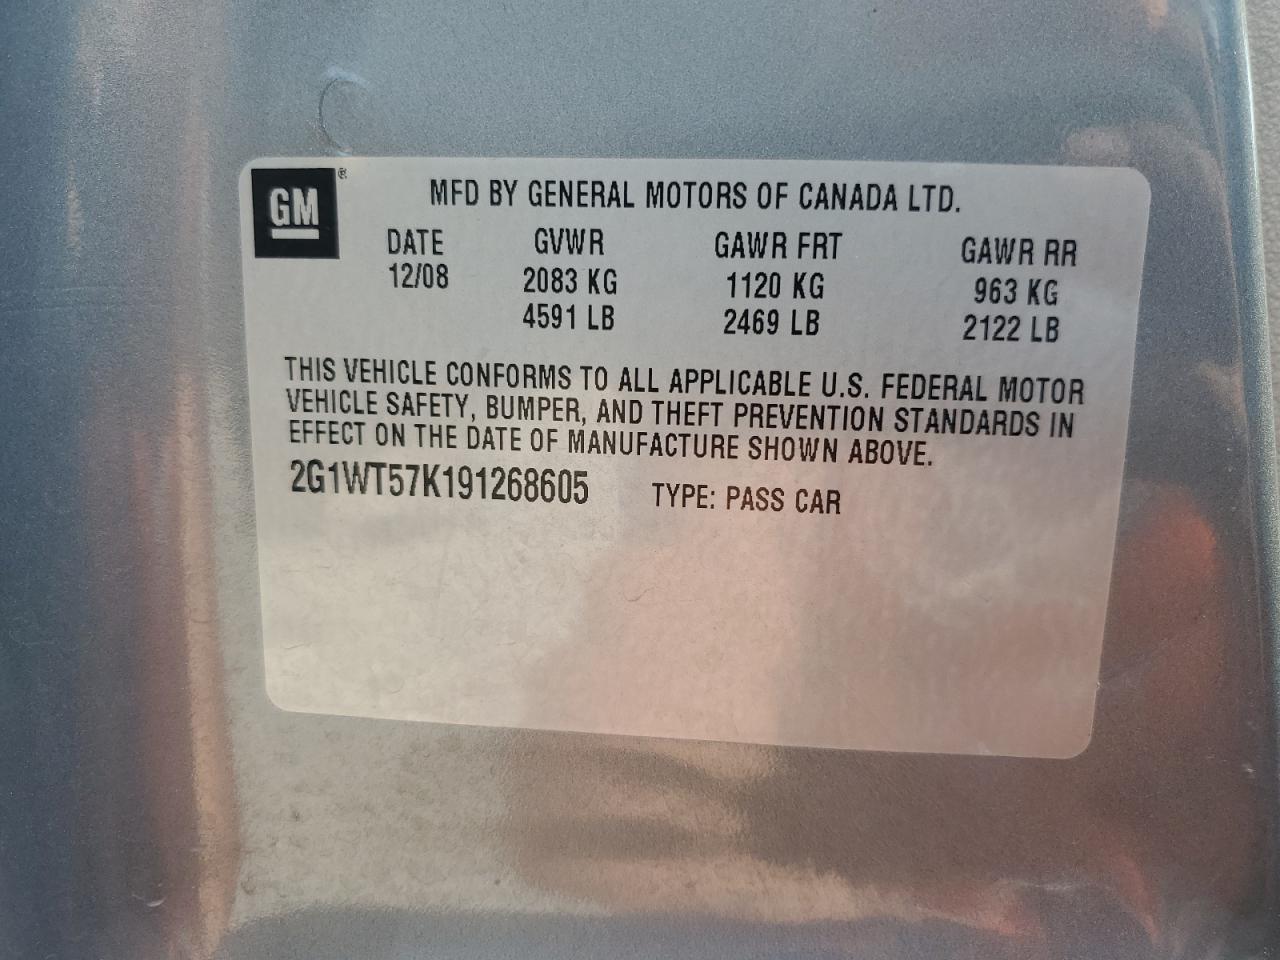 GM®
MFD BY GENERAL MOTORS OF CANADA LTD.
DATE GVWR GAWR FRT GAWR RR
12/08 2083 KG 1120 KG 963 KG
4591 LB 2469 LB 2122 LB
THIS VEHICLE CONFORMS TO ALL APPLICABLE U.S. FEDERAL MOTOR
VEHICLE SAFETY, BUMPER, AND THEFT PREVENTION STANDARDS IN
EFFECT ON THE DATE OF MANUFACTURE SHOWN ABOVE.
2G1WT57K191268605 TYPE: PASS CAR